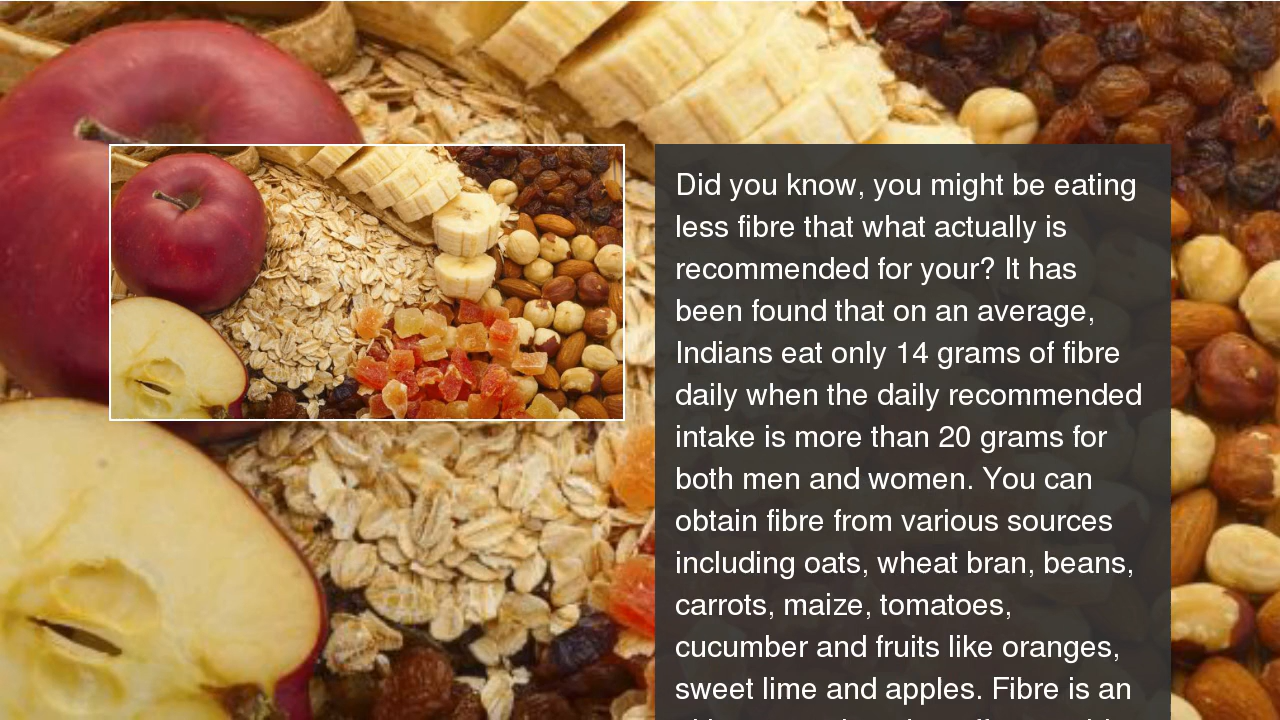 Did you know, you might be eating
less fibre that what actually is
recommended for your? It has
been found that on an average,
Indians eat only 14 grams of fibre
daily when the daily recommended
intake is more than 20 grams for
both men and women. You can
obtain fibre from various sources
including oats, wheat bran, beans,
carrots, maize, tomatoes,
cucumber and fruits like oranges,
sweet lime and apples. Fibre is an